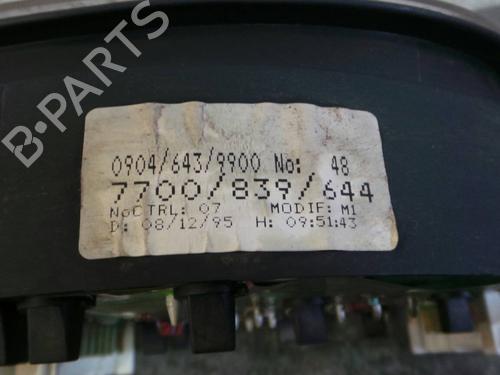 B-PARTS
0904/643/9900 No: 48
7700/839/644
NoCTRL: 07 MODIF: M1
D: 08/12/95 H: 09:51:43